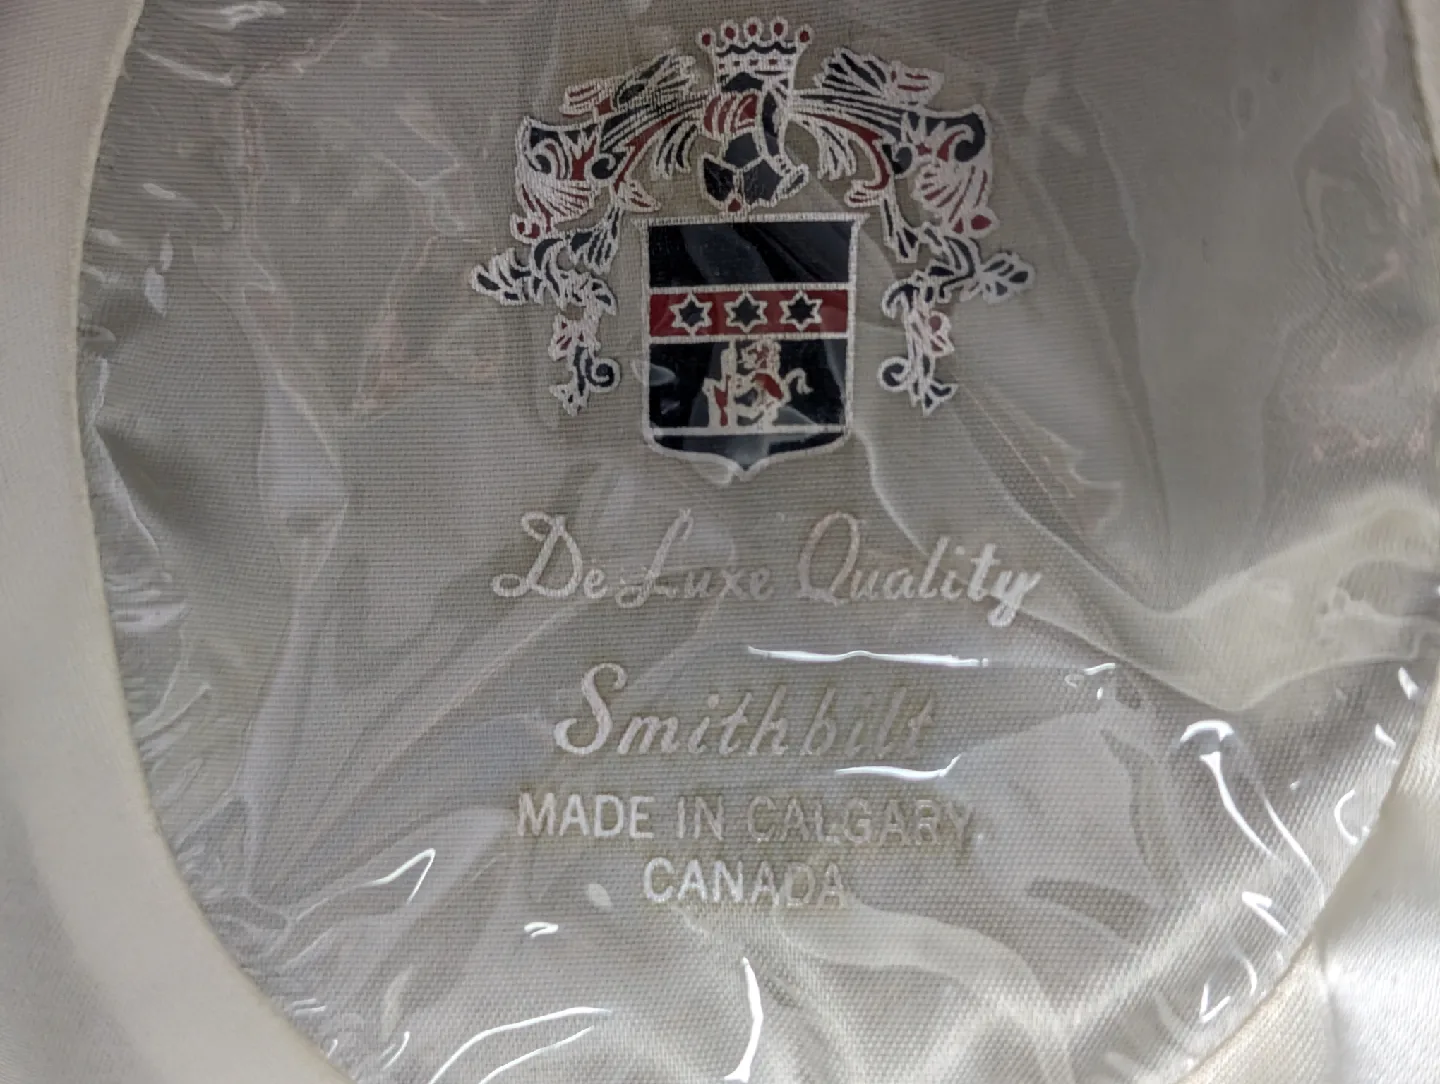 De Luxe Quality
Smithbilt
MADE IN CALGARY
CANADA